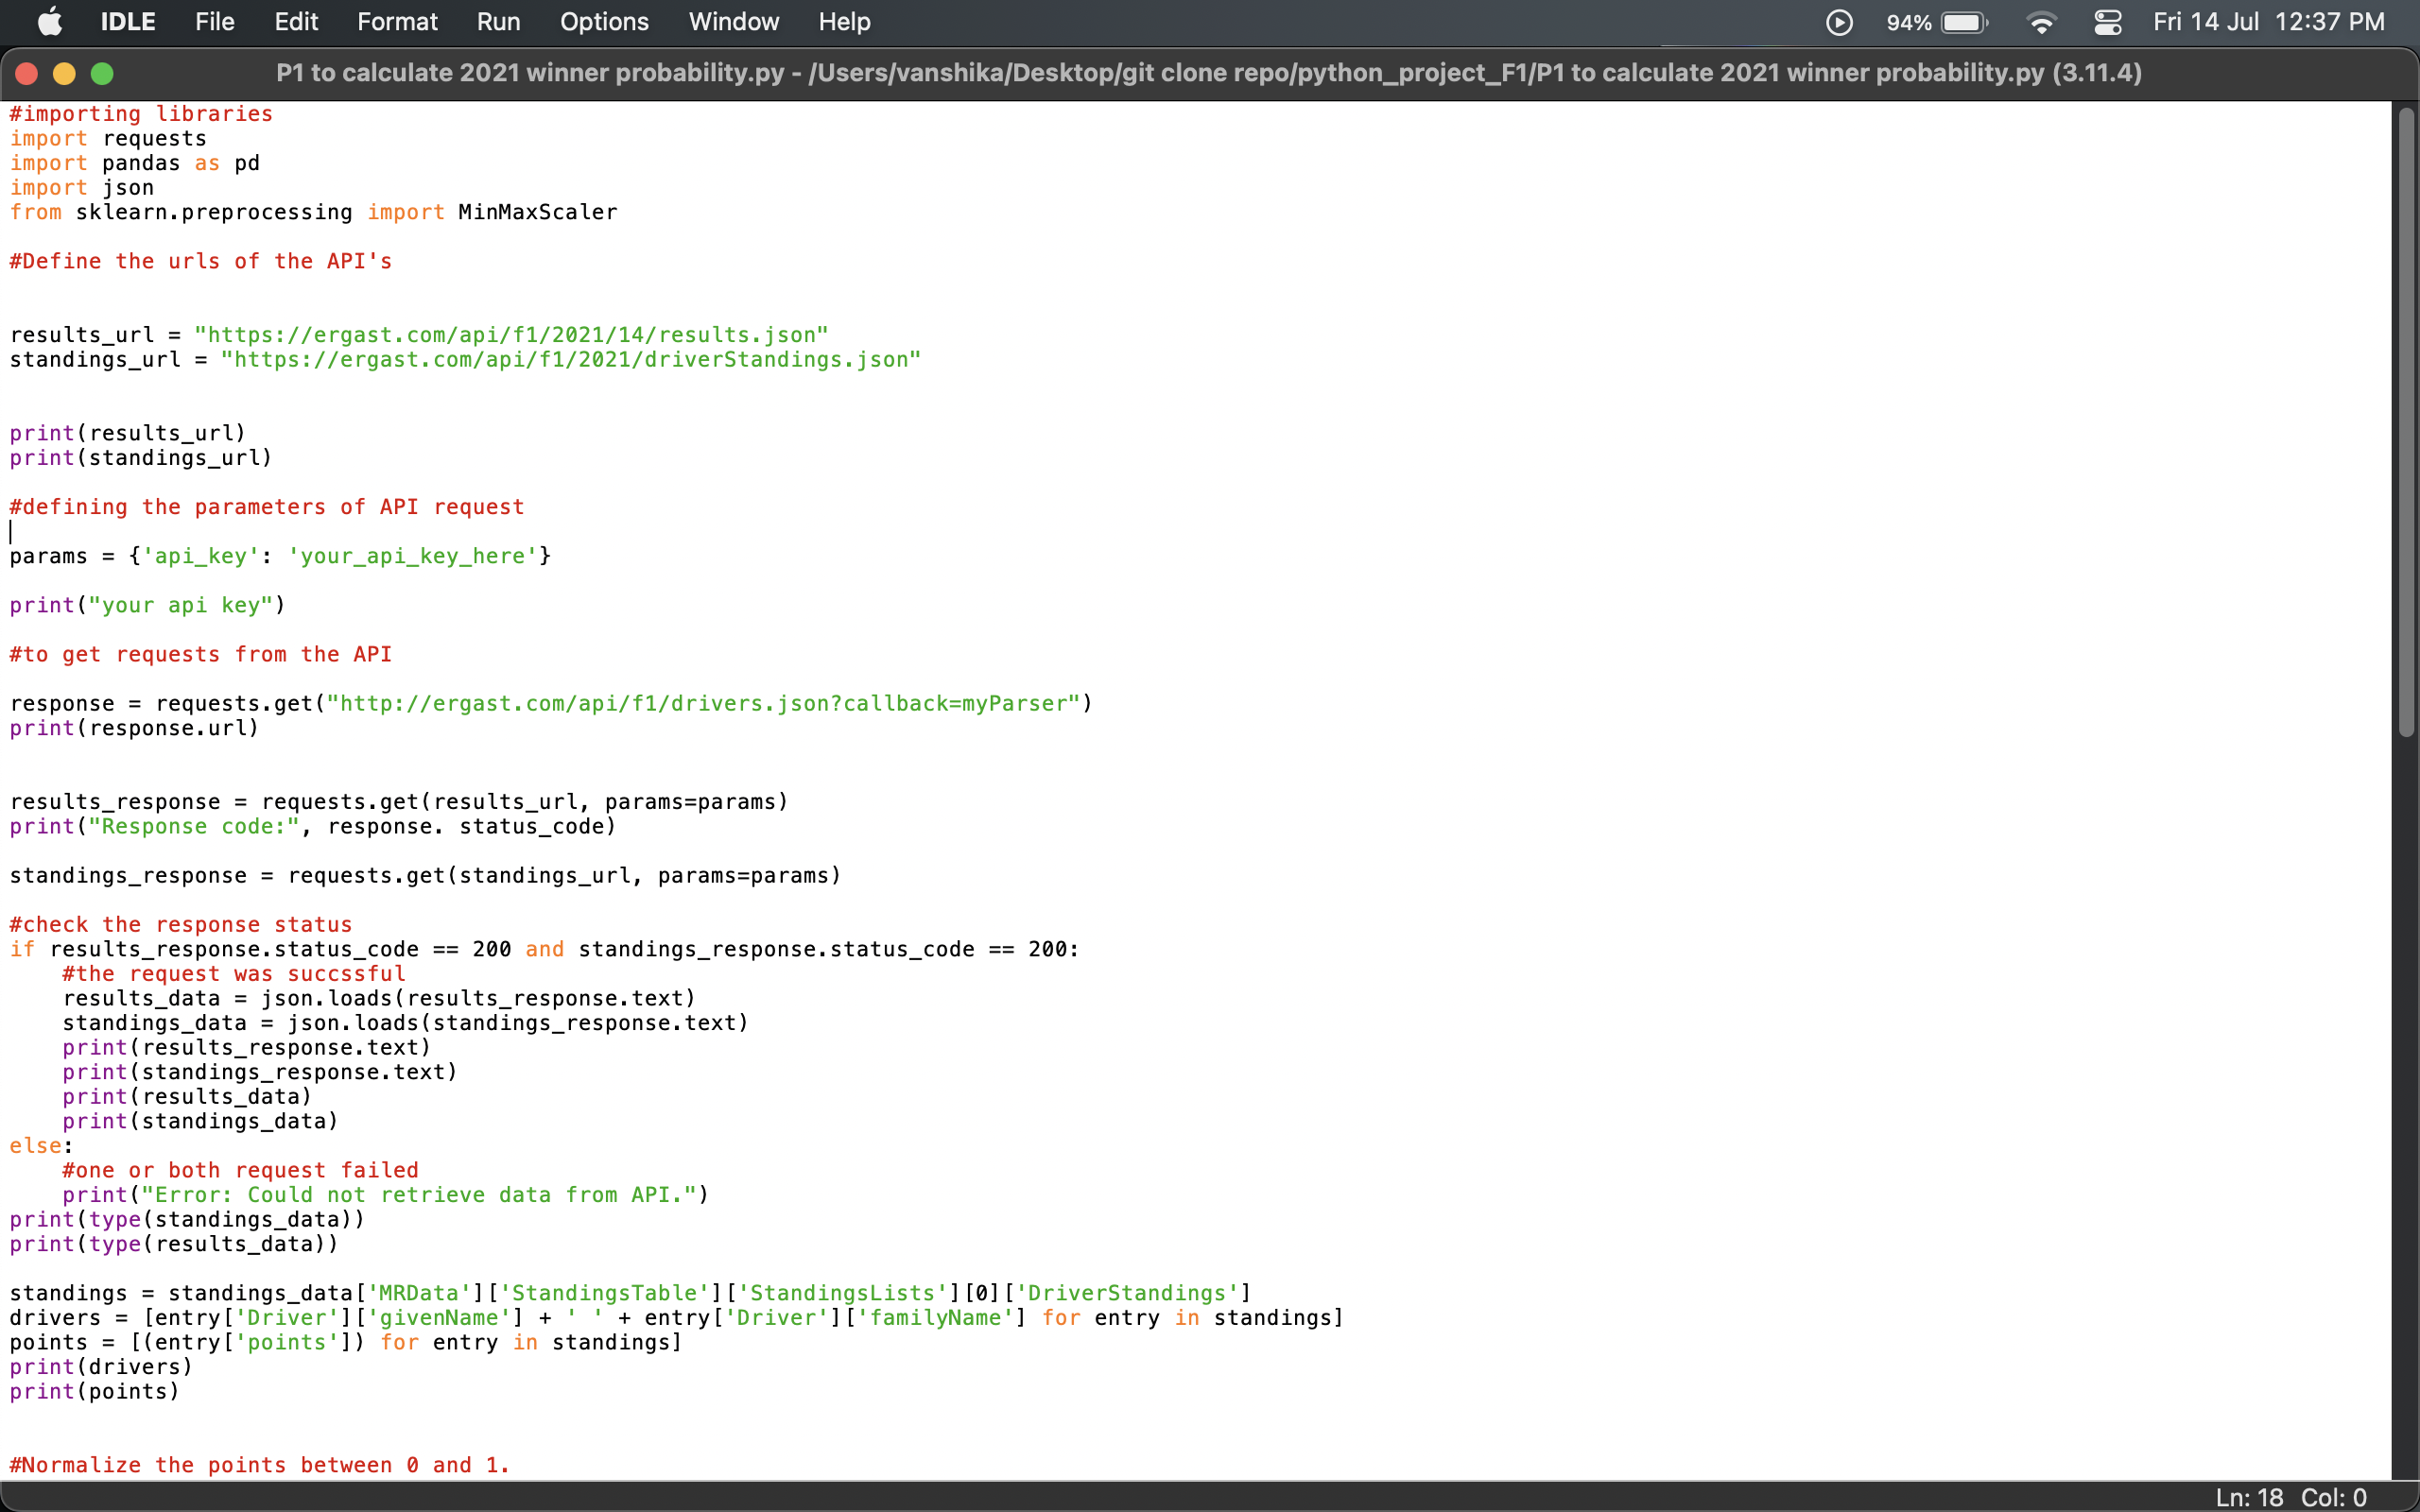 IDLE File Edit Format Run Options Window Help 94% Fri 14 Jul 12:37 PM
P1 to calculate 2021 winner probability.py - /Users/vanshika/Desktop/git clone repo/python_project_F1/P1 to calculate 2021 winner probability.py (3.11.4)
#importing libraries
import requests
import pandas as pd
import json
from sklearn.preprocessing import MinMaxScaler
#Define the urls of the API's
results_url = "https://ergast.com/api/f1/2021/14/results.json"
standings_url = "https://ergast.com/api/f1/2021/driverStandings.json"
print(results_url)
print(standings_url)
#defining the parameters of API request
params = {'api_key': 'your_api_key_here'}
print("your api key")
#to get requests from the API
response = requests.get("http://ergast.com/api/f1/drivers.json?callback=myParser")
print(response.url)
results_response = requests.get(results_url, params=params)
print("Response code:", response. status_code)
standings_response = requests.get(standings_url, params=params)
#check the response status
if results_response.status_code == 200 and standings_response.status_code == 200:
    #the request was succssful
    results_data = json.loads(results_response.text)
    standings_data = json.loads(standings_response.text)
    print(results_response.text)
    print(standings_response.text)
    print(results_data)
    print(standings_data)
else:
    #one or both request failed
    print("Error: Could not retrieve data from API.")
print(type(standings_data))
print(type(results_data))
standings = standings_data['MRData']['StandingsTable']['StandingsLists'][0]['DriverStandings']
drivers = [entry['Driver']['givenName'] + ' ' + entry['Driver']['familyName'] for entry in standings]
points = [(entry['points']) for entry in standings]
print(drivers)
print(points)
#Normalize the points between 0 and 1.
Ln: 18 Col: 0